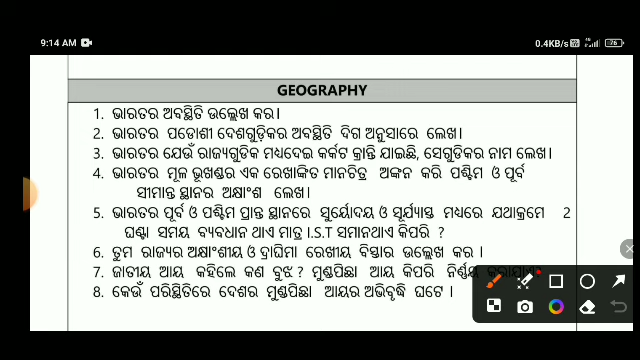 9:14 AM
0.4KB/s 4G 76
GEOGRAPHY
1. ଭାରତର ଅବସ୍ଥିତି ଉଲ୍ଲେଖ କର।
2. ଭାରତର ପଡୋଶୀ ଦେଶଗୁଡ଼ିକର ଅବସ୍ଥିତି ଦିଗ ଅନୁସାରେ ଲେଖ।
3. ଭାରତର ଯେଉଁ ରାଜ୍ୟଗୁଡିକ ମଧ୍ୟଦେଇ କର୍କଟ କ୍ରାନ୍ତି ଯାଇଛି, ସେଗୁଡିକର ନାମ ଲେଖ।
4. ଭାରତର ମୂଳ ଭୂଖଣ୍ଡର ଏକ ରେଖାଙ୍କିତ ମାନଚିତ୍ର ଅଙ୍କନ କରି ପଶ୍ଚିମ ଓ ପୂର୍ବ
ସୀମାନ୍ତ ସ୍ଥାନର ଅକ୍ଷାଂଶ ଲେଖ।
5. ଭାରତର ପୂର୍ବ ଓ ପଶ୍ଚିମ ପ୍ରାନ୍ତ ସ୍ଥାନରେ ସୁର୍ଯୋଦୟ ଓ ସୂର୍ଯ୍ୟାସ୍ତ ମଧ୍ୟରେ ଯଥାକ୍ରମେ 2
ଘଣ୍ଟା ସମୟ ବ୍ୟବଧାନ ଥାଏ ମାତ୍ର I.S.T ସମାନଥାଏ କିପରି ?
6. ତୁମ ରାଜ୍ୟର ଅକ୍ଷାଂଶୀୟ ଓ ଦ୍ରାଘିମା ରେଖୀୟ ବିସ୍ତାର ଉଲ୍ଲେଖ କର ।
7. ଜାତୀୟ ଆୟ କହିଲେ କଣ ବୁଝ ? ମୁଣ୍ଡପିଛା ଆୟ କିପରି ନିର୍ଣ୍ଣୟ
8. କେଉଁ ପରିସ୍ଥିତିରେ ଦେଶର ମୁଣ୍ଡପିଛା ଆୟର ଅଭିବୃଦ୍ଧି ଘଟେ ।